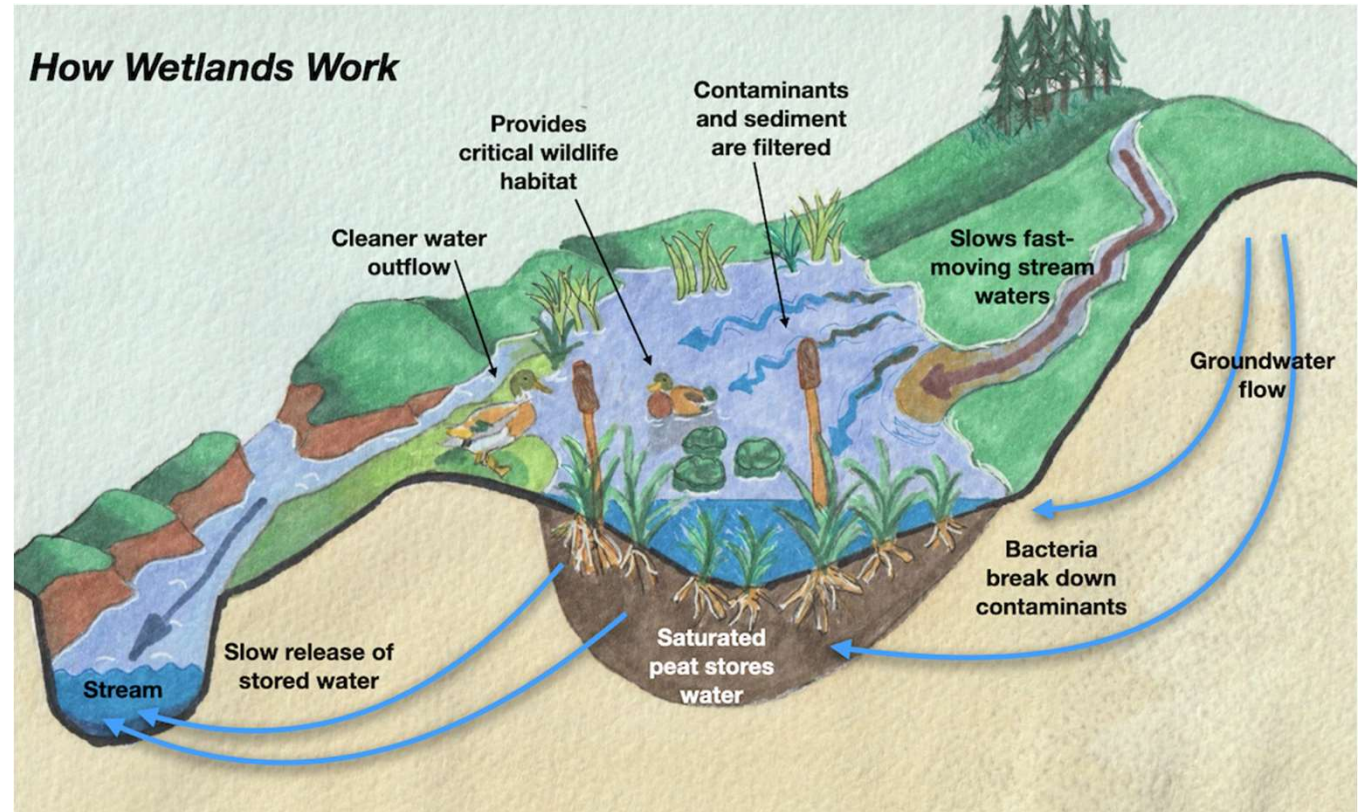 How Wetlands Work
Contaminants
and sediment
are filtered
Provides
critical wildlife
habitat
Cleaner water
outflow
Slows fast-
moving stream
waters
Groundwater
flow
Bacteria
break down
contaminants
Saturated
peat stores
water
Slow release of
stored water
Stream